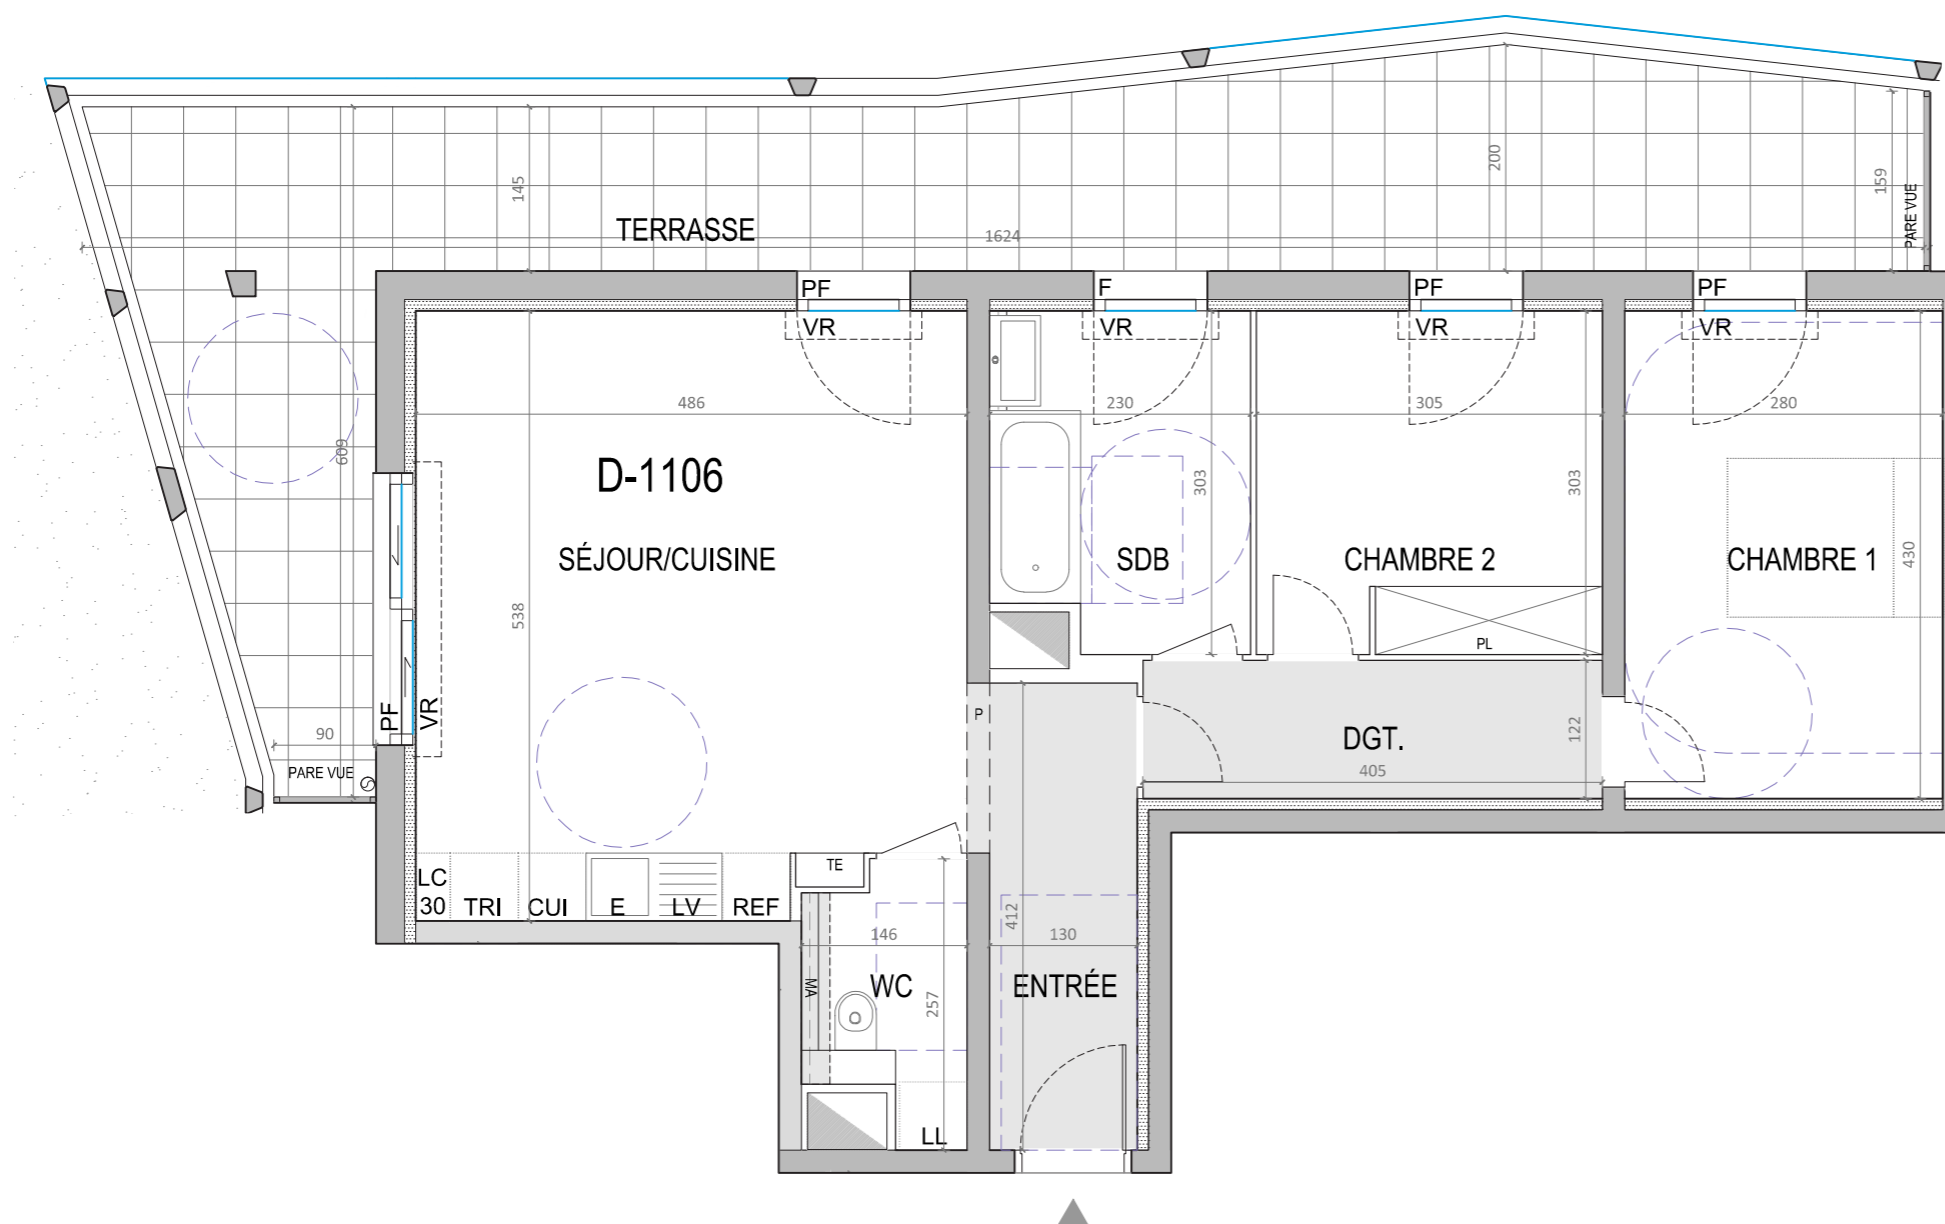 200
159
145
PARE VUE
TERRASSE
1624
PF
F
PF
PF
VR
VR
VR
VR
486
230
305
280
609
D-1106
303
303
SÉJOUR/CUISINE
SDB
CHAMBRE 2
CHAMBRE 1
430
538
PL
PF
VR
P
90
DGT.
122
PARE VUE
405
TE
LC
30
TRI
CUI
E
LV
REF
412
146
130
MA
WC
257
ENTRÉE
LL